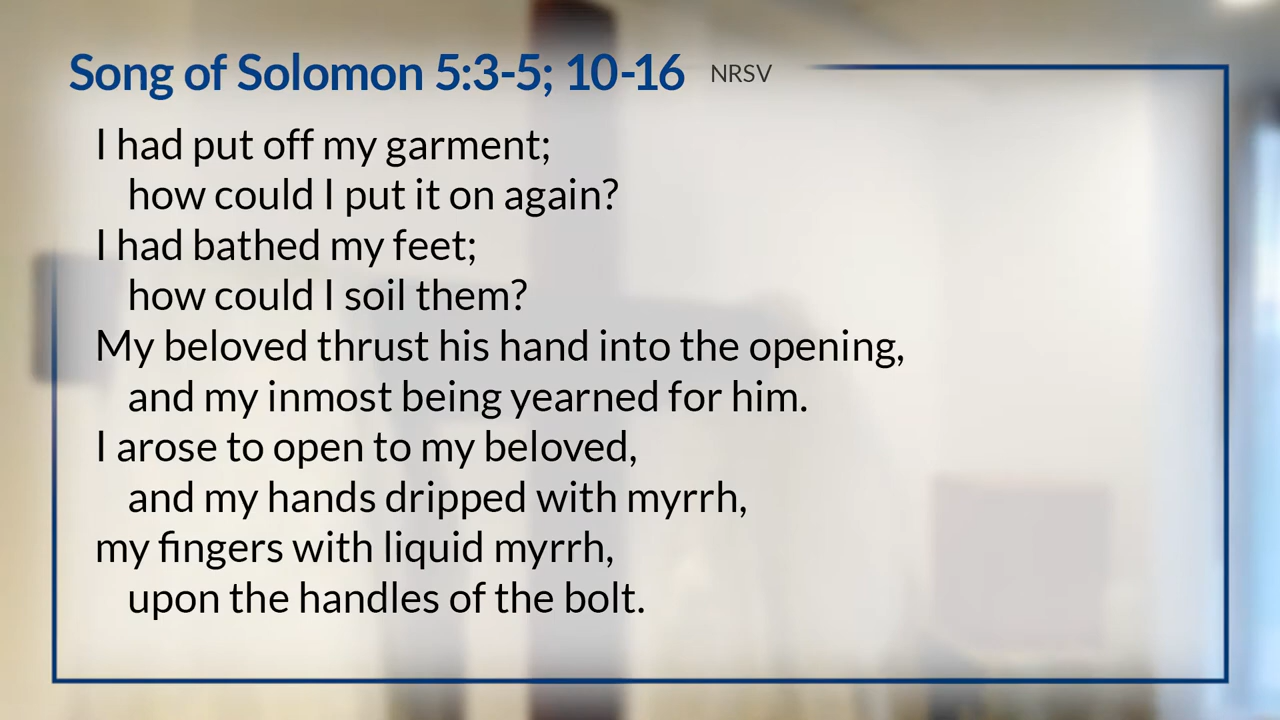 Song of Solomon 5:3-5; 10-16 NRSV
I had put off my garment;
how could I put it on again?
I had bathed my feet;
how could I soil them?
My beloved thrust his hand into the opening,
and my inmost being yearned for him.
I arose to open to my beloved,
and my hands dripped with myrrh,
my fingers with liquid myrrh,
upon the handles of the bolt.